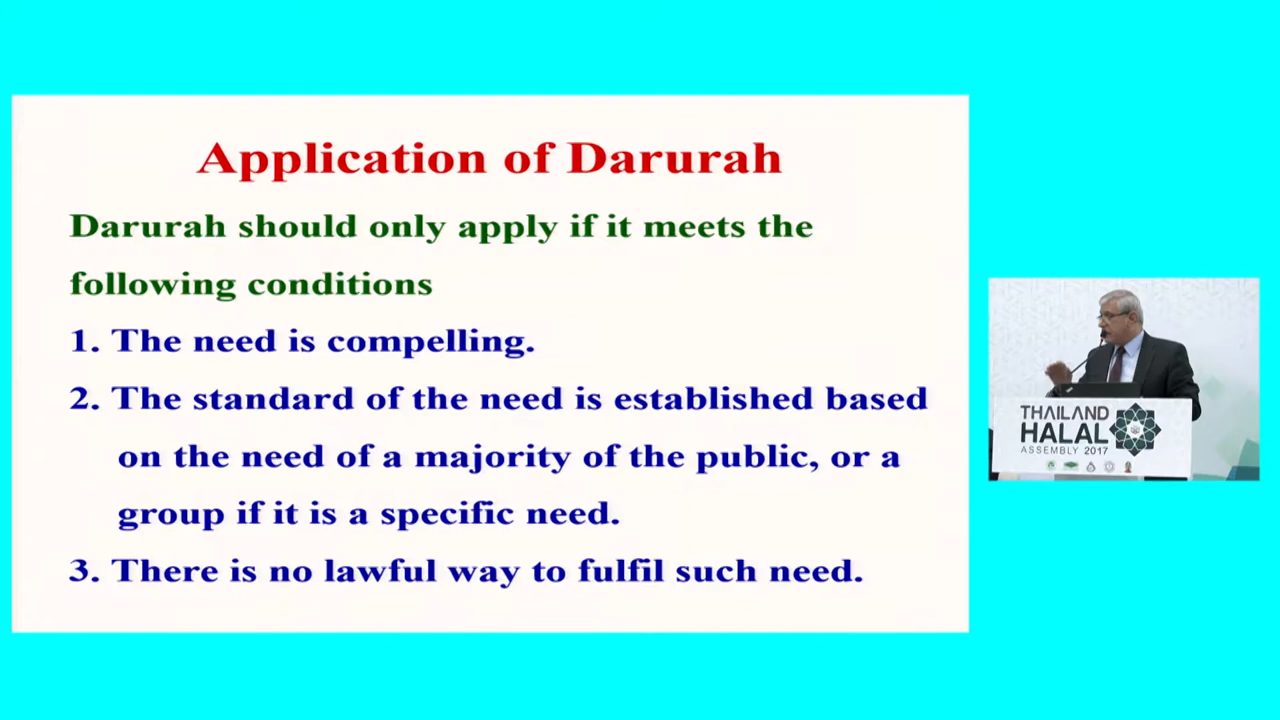 Application of Darurah
Darurah should only apply if it meets the
following conditions
1. The need is compelling.
2. The standard of the need is established based
on the need of a majority of the public, or a
group if it is a specific need.
3. There is no lawful way to fulfil such need.
THAILAND
HALAL
ASSEMBLY 2017